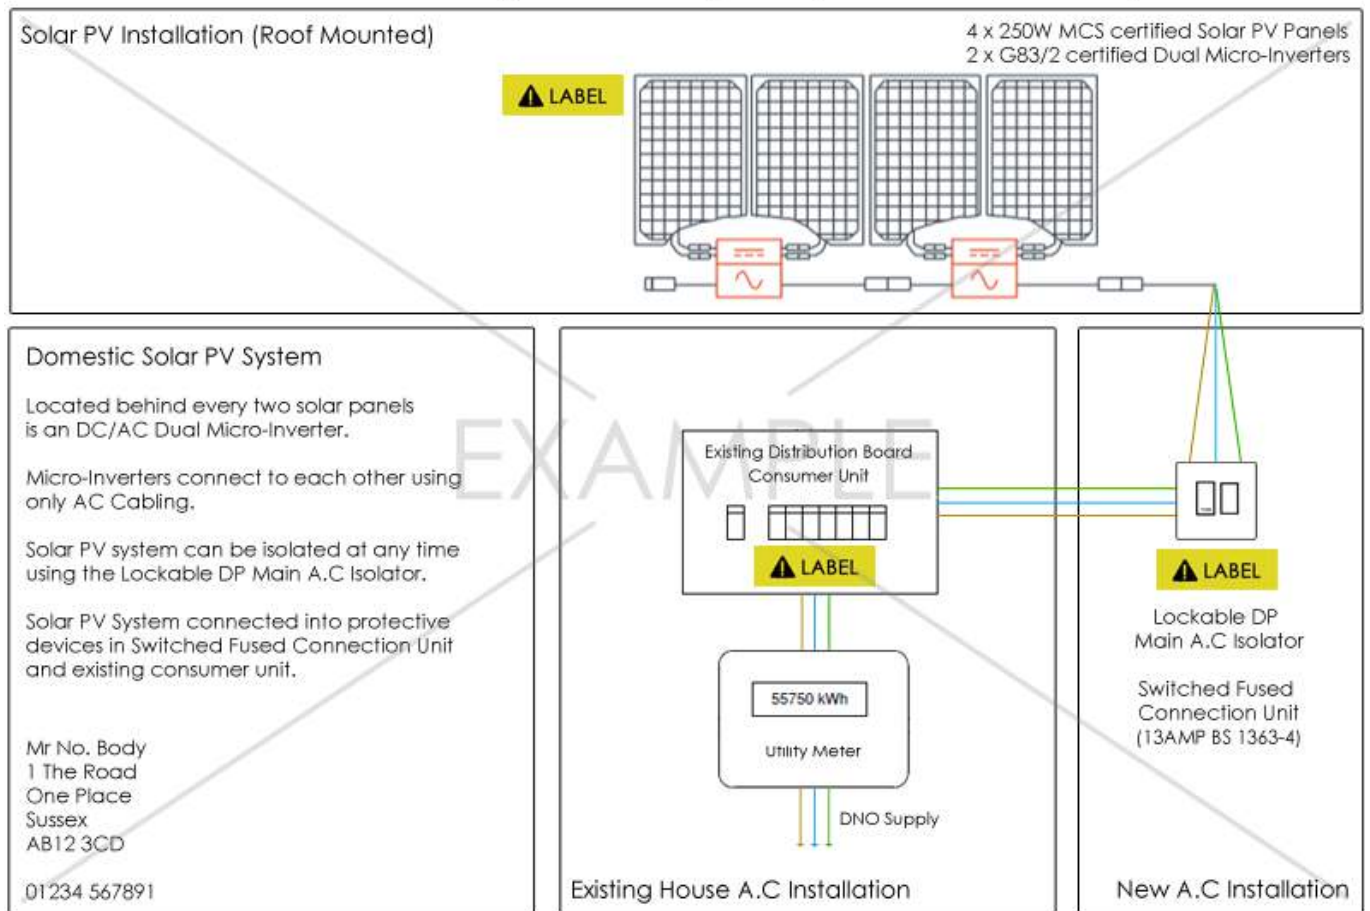 Solar PV Installation (Roof Mounted)
4 x 250W MCS certified Solar PV Panels
2 x G83/2 certified Dual Micro-Inverters
LABEL
Domestic Solar PV System
Located behind every two solar panels
is an DC/AC Dual Micro-Inverter.
Micro-Inverters connect to each other using
only AC Cabling.
Solar PV system can be isolated at any time
using the Lockable DP Main A.C Isolator.
Solar PV System connected into protective
devices in Switched Fused Connection Unit
and existing consumer unit.
Mr No. Body
1 The Road
One Place
Sussex
AB12 3CD
01234 567891
EXAMPLE
Existing Distribution Board
Consumer Unit
LABEL
55750 kWh
Utility Meter
DNO Supply
Existing House A.C Installation
LABEL
Lockable DP
Main A.C Isolator
Switched Fused
Connection Unit
(13AMP BS 1363-4)
New A.C Installation